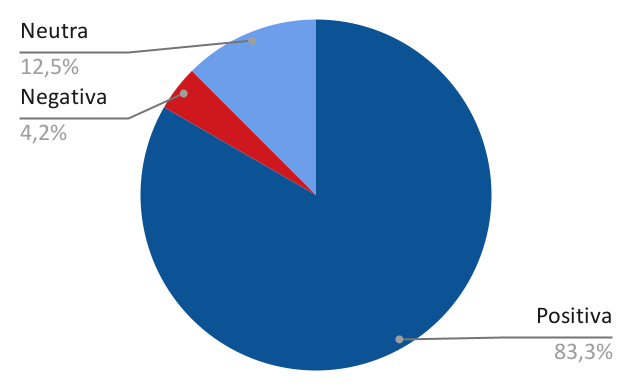 Neutra
12,5%
Negativa
4,2%
Positiva
83,3%